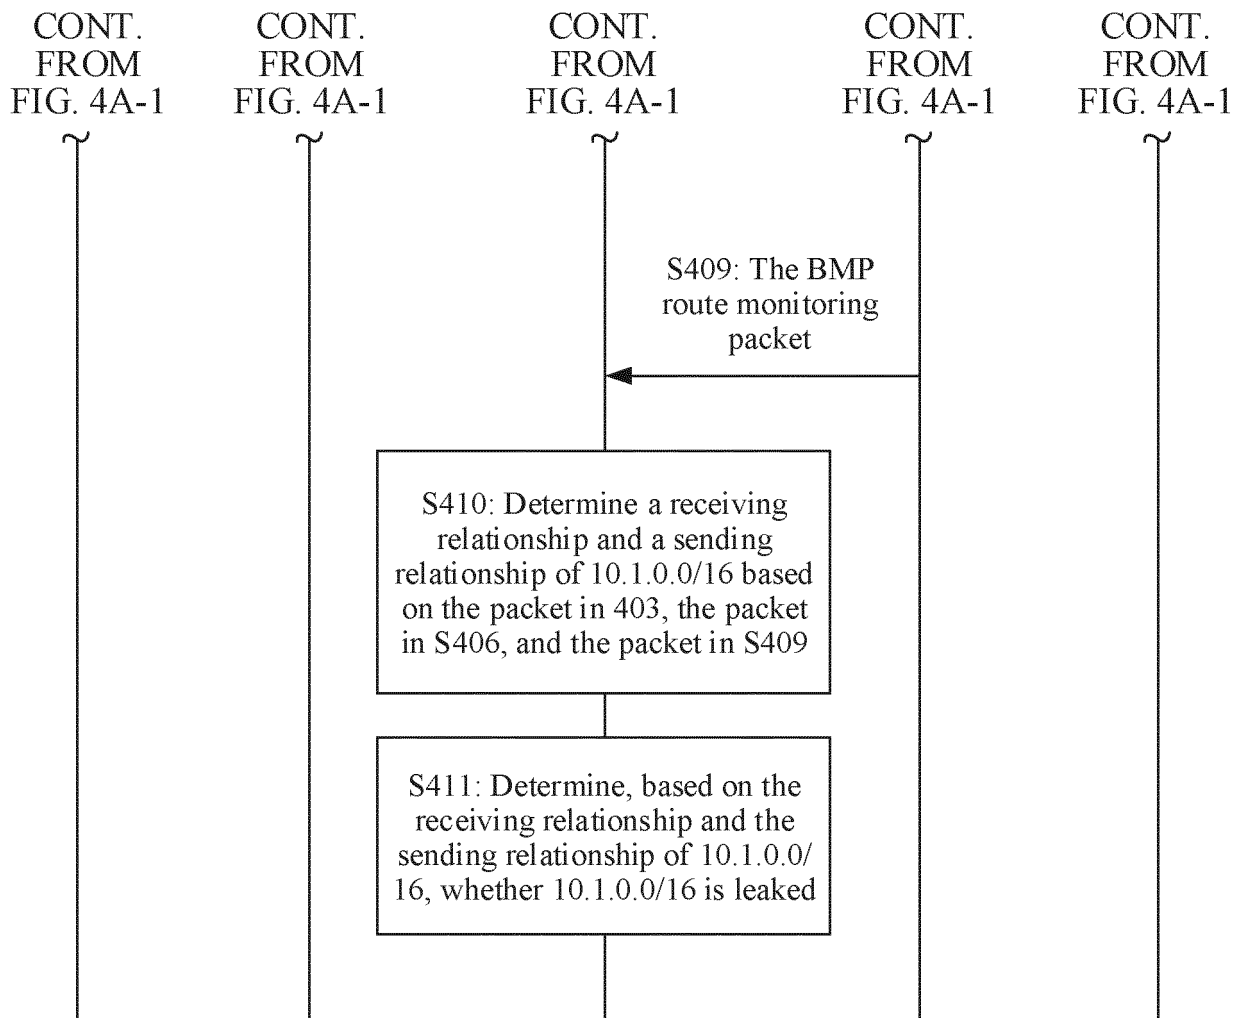 CONT.
FROM
FIG. 4A-1
CONT.
FROM
FIG. 4A-1
CONT.
FROM
FIG. 4A-1
CONT.
FROM
FIG. 4A-1
CONT.
FROM
FIG. 4A-1
S409: The BMP
route monitoring
packet
S410: Determine a receiving
relationship and a sending
relationship of 10.1.0.0/16 based
on the packet in 403, the packet
in S406, and the packet in S409
S411: Determine, based on the
receiving relationship and the
sending relationship of 10.1.0.0/
16, whether 10.1.0.0/16 is leaked